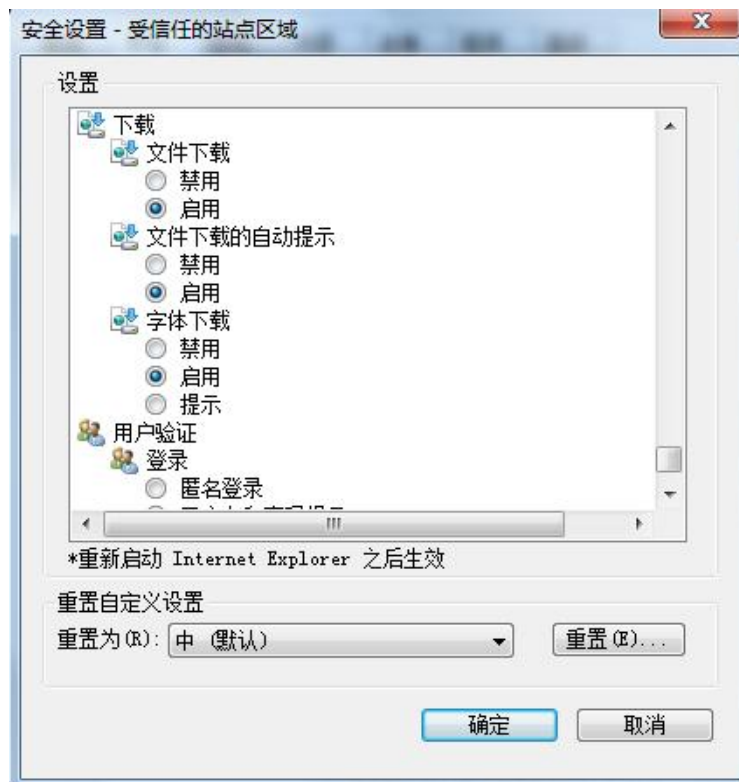 安全设置 - 受信任的站点区域
设置
下载
文件下载
禁用
启用
文件下载的自动提示
禁用
启用
字体下载
禁用
启用
提示
用户验证
登录
匿名登录
*重新启动 Internet Explorer 之后生效
重置自定义设置
重置为(R): 中 (默认) 重置(E)...
确定 取消